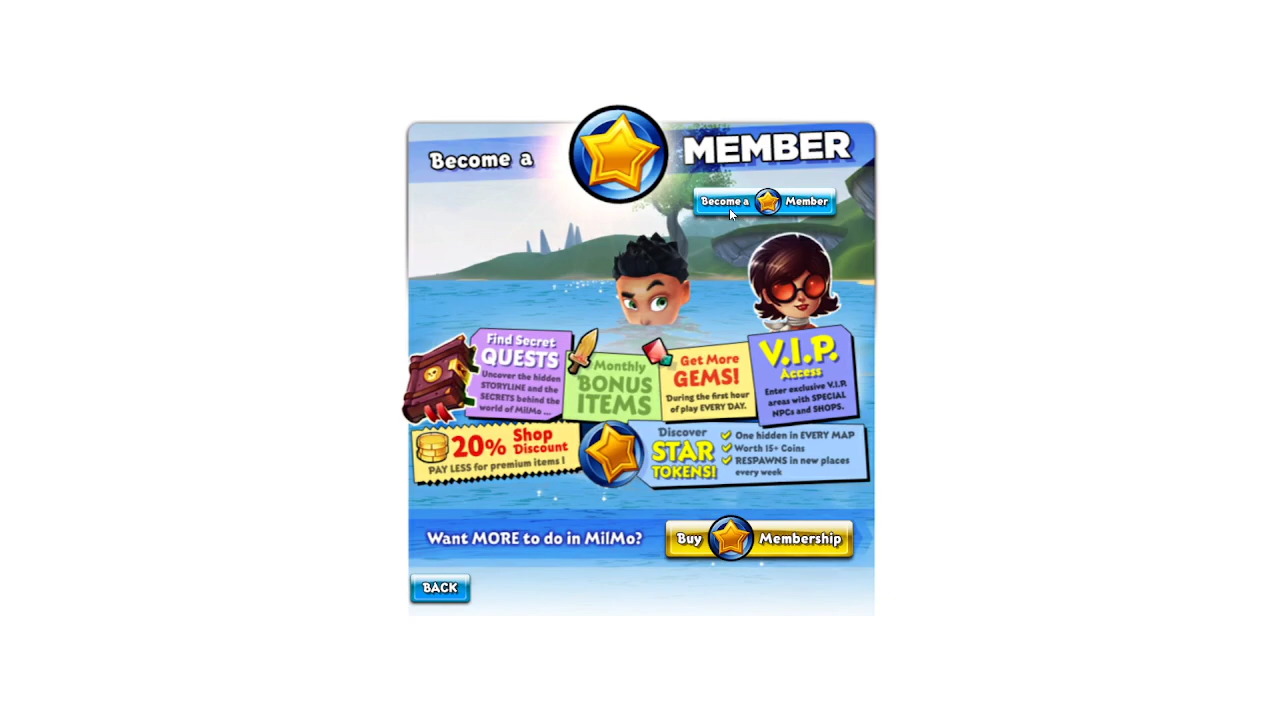 Become a MEMBER
Become a Member
Find Secret
QUESTS
Uncover the hidden
STORYLINE and the
SECRETS behind the
world of MilMo ...
Monthly
BONUS
ITEMS
Get More
GEMS!
During the first hour
of play EVERY DAY.
V.I.P.
Access
Enter exclusive V.I.P.
areas with SPECIAL
NPCs and SHOPS.
20% Shop
Discount
PAY LESS for premium items !
Discover
STAR
TOKENS!
One hidden in EVERY MAP
Worth 15+ Coins
RESPAWNS in new places
every week
Want MORE to do in MilMo?
Buy Membership
BACK